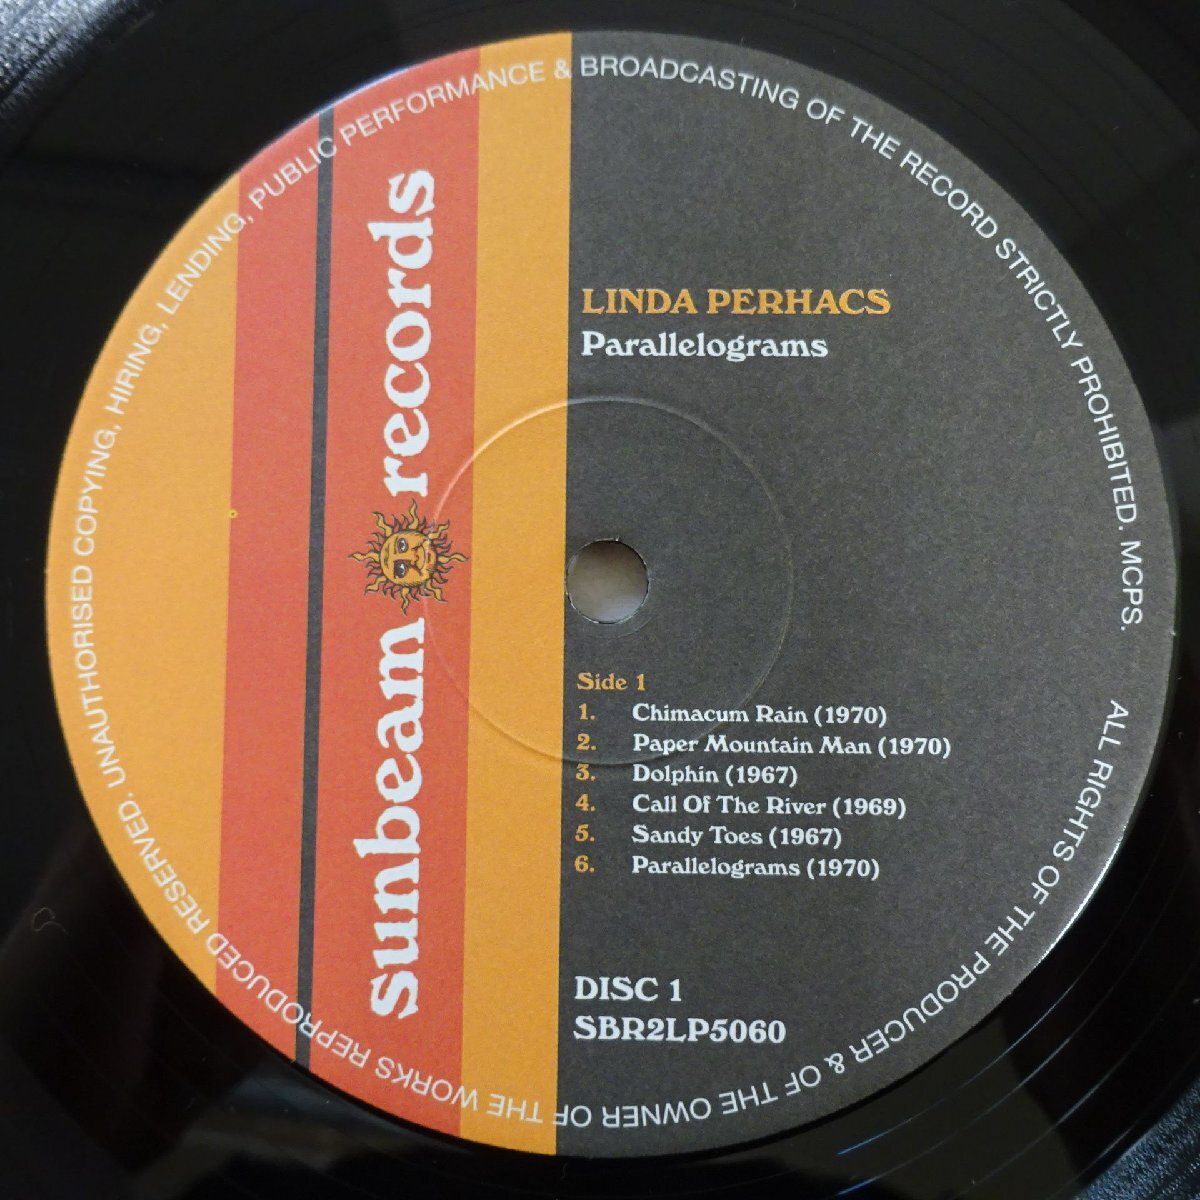 ALL RIGHTS OF THE PRODUCER & OF THE OWNER OF THE WORKS REPRODUCED RESERVED. UNAUTHORISED COPYING, HIRING, LENDING, PUBLIC PERFORMANCE & BROADCASTING OF THE RECORD STRICTLY PROHIBITED. MCPS.
sunbeam records
LINDA PERHACS
Parallelograms
Side 1
1. Chimacum Rain (1970)
2. Paper Mountain Man (1970)
3. Dolphin (1967)
4. Call Of The River (1969)
5. Sandy Toes (1967)
6. Parallelograms (1970)
DISC 1
SBR2LP5060